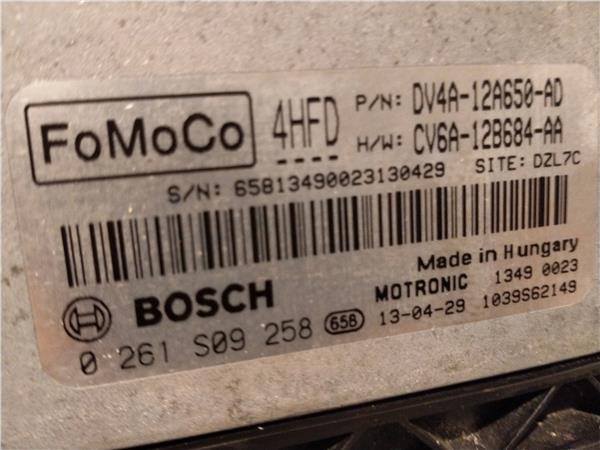 FoMoCo 4HFD P/N: DV4A-12A650-AD
H/W: CV6A-12B684-AA
S/N: 65813490023130429 SITE: DZL7C
Made in Hungary
BOSCH MOTRONIC 1349 0023
0 261 S09 258 658 13-04-29 1039S62149